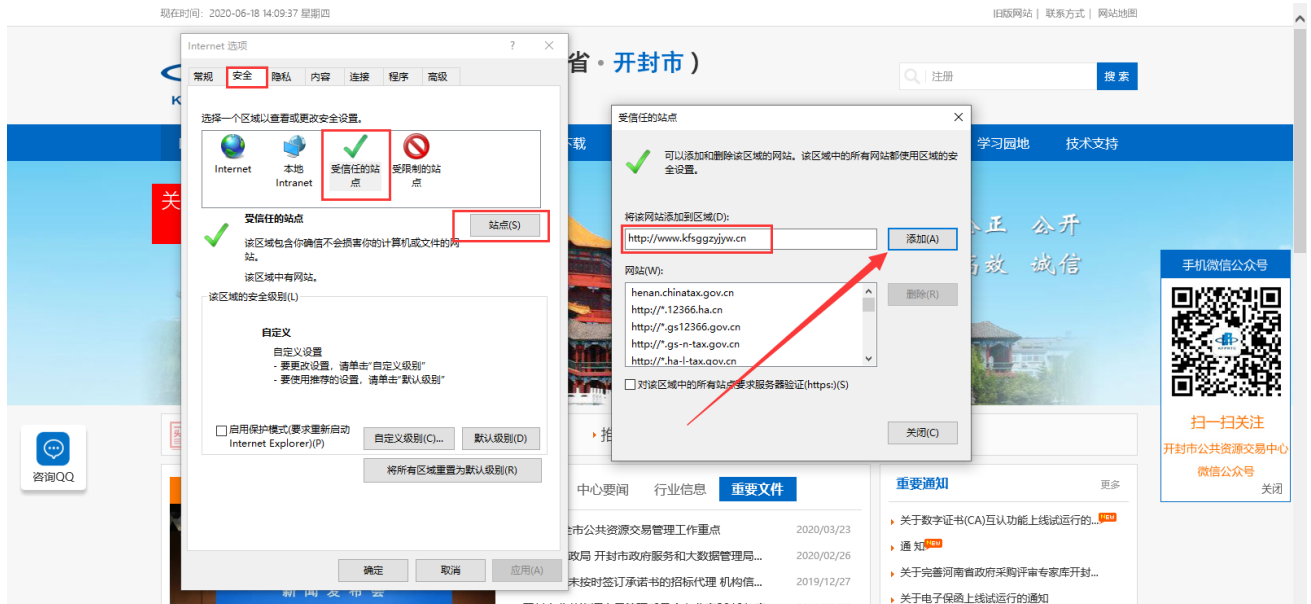 现在时间：2020-06-18 14:09:37 星期四
旧版网站 | 联系方式 | 网站地图
省·开封市）
注册
搜 索
下载
学习园地
技术支持
关
公正 公开
高效 诚信
Internet 选项
? ×
常规
安全
隐私
内容
连接
程序
高级
选择一个区域以查看或更改安全设置。
Internet
本地
Intranet
受信任的站
点
受限制的站
点
受信任的站点
站点(S)
该区域包含你确信不会损害你的计算机或文件的网
站。
该区域中有网站。
该区域的安全级别(L)
自定义
自定义设置
- 要更改设置，请单击"自定义级别"
- 要使用推荐的设置，请单击"默认级别"
启用保护模式(要求重新启动
Internet Explorer)(P)
自定义级别(C)...
默认级别(D)
将所有区域重置为默认级别(R)
确定
取消
应用(A)
受信任的站点
×
可以添加和删除该区域的网站。该区域中的所有网站都使用区域的安
全设置。
将该网站添加到区域(D):
http://www.kfsggzyjyw.cn
添加(A)
网站(W):
henan.chinatax.gov.cn
http://*.12366.ha.cn
http://*.gs12366.gov.cn
http://*.gs-n-tax.gov.cn
http://*.ha-l-tax.gov.cn
删除(R)
对该区域中的所有站点要求服务器验证(https:)(S)
关闭(C)
手机微信公众号
扫一扫关注
开封市公共资源交易中心
微信公众号
关闭
咨询QQ
中心要闻
行业信息
重要文件
全市公共资源交易管理工作重点
2020/03/23
政局 开封市政府服务和大数据管理局...
2020/02/26
未按时签订承诺书的招标代理 机构信...
2019/12/27
重要通知
更多
关于数字证书(CA)互认功能上线试运行的...NEW
通 知NEW
关于完善河南省政府采购评审专家库开封...
关于电子保函上线试运行的通知
新 闻 发 布 会